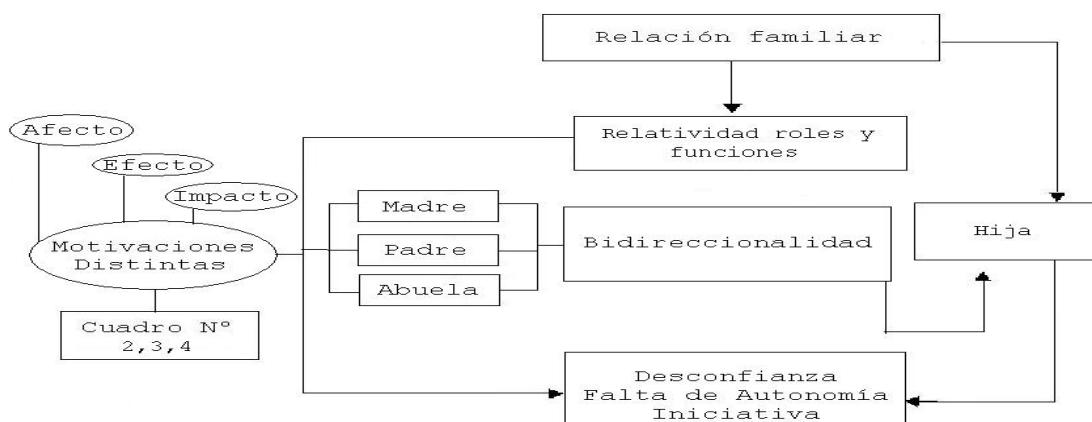 Relación familiar
Afecto
Relatividad roles y
funciones
Efecto
Impacto
Madre
Motivaciones
Distintas
Padre
Bidireccionalidad
Hija
Abuela
Cuadro Nº
2,3,4
Desconfianza
Falta de Autonomía
Iniciativa